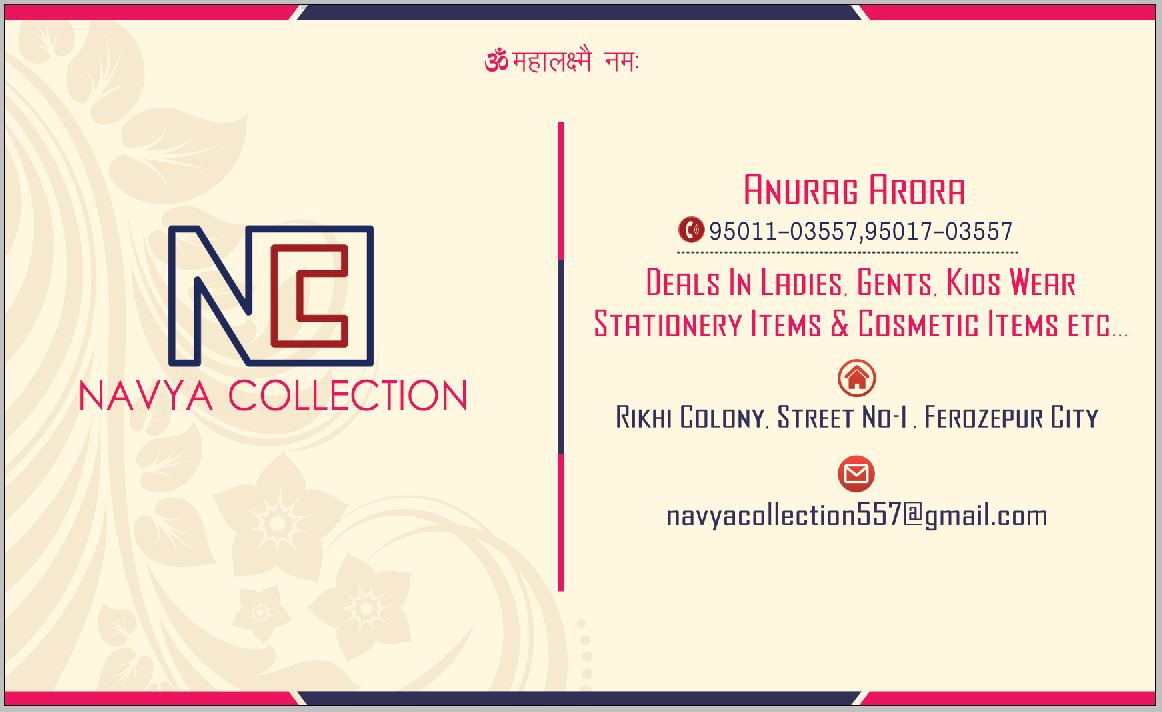 ॐ महालक्ष्मै नमः
NC
NAVYA COLLECTION
ANURAG ARORA
95011-03557,95017-03557
DEALS IN LADIES, GENTS, KIDS WEAR
STATIONERY ITEMS & COSMETIC ITEMS ETC...
RIKHI COLONY, STREET NO-1, FEROZEPUR CITY
navyacollection557@gmail.com